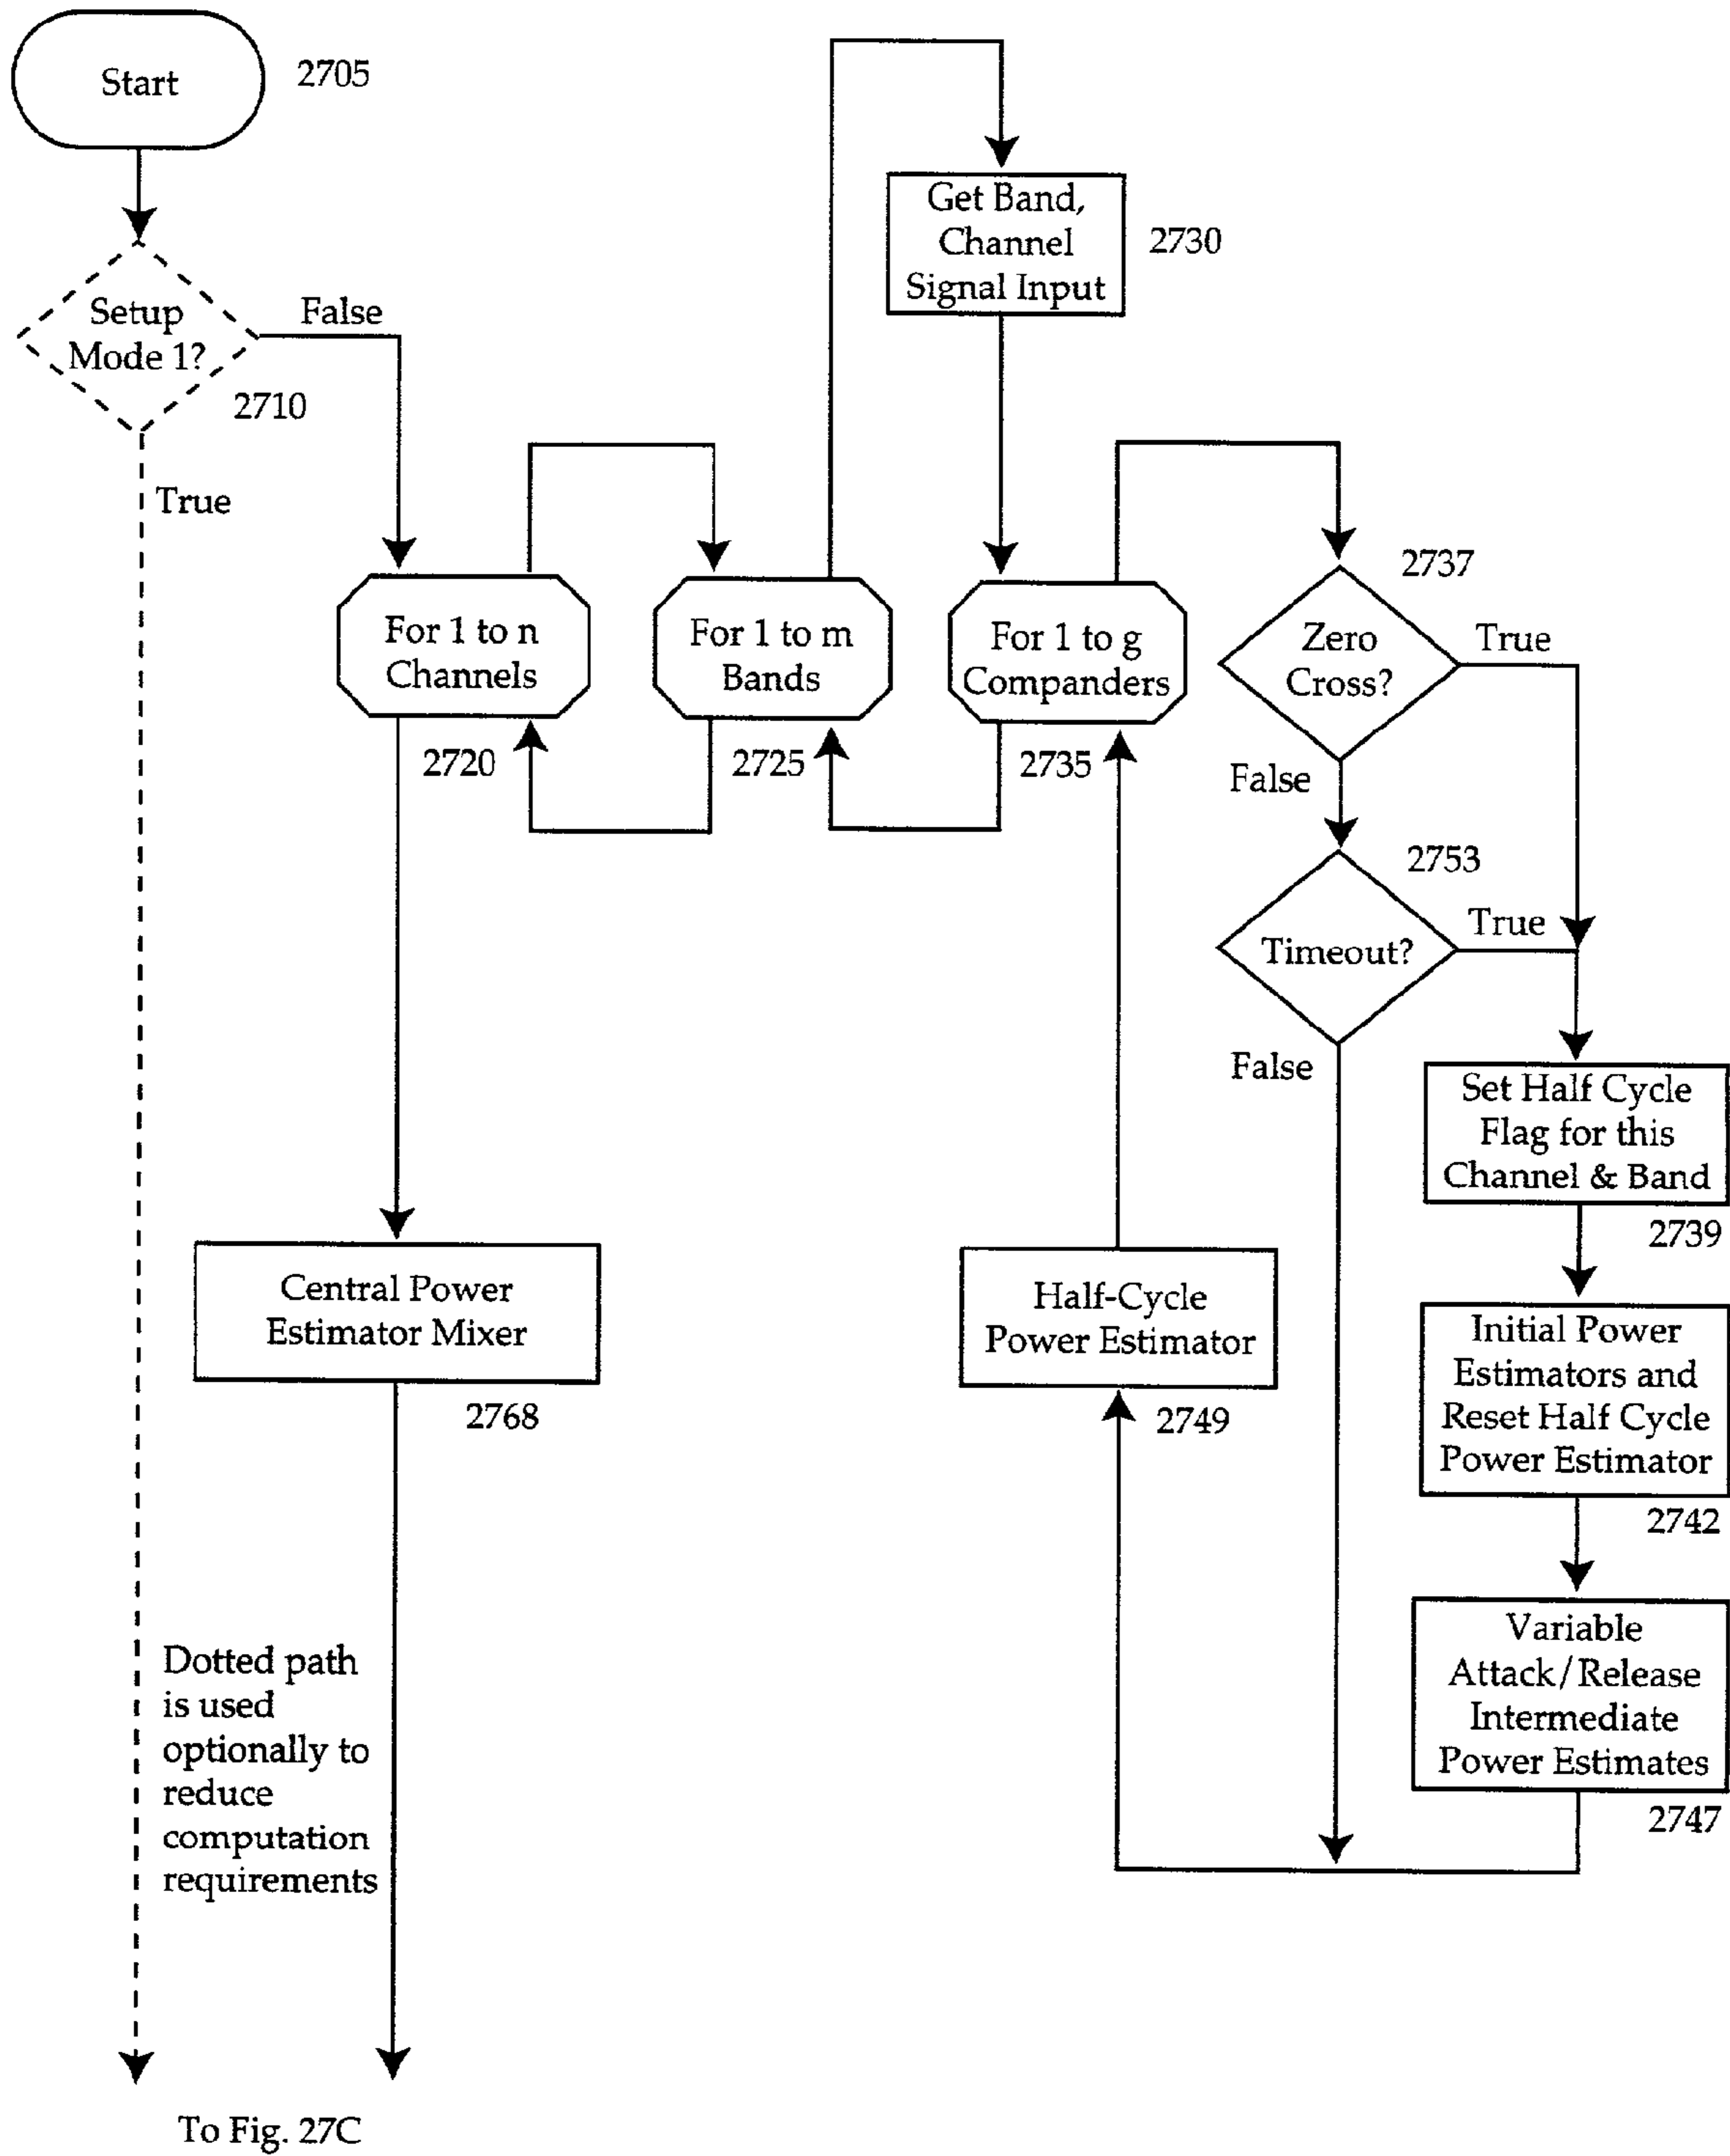 Start
2705
Setup
Mode 1?
2710
False
True
Get Band,
Channel
Signal Input
2730
For 1 to n
Channels
2720
For 1 to m
Bands
2725
For 1 to g
Companders
2735
2737
Zero
Cross?
True
False
2753
Timeout?
True
False
Set Half Cycle
Flag for this
Channel & Band
2739
Initial Power
Estimators and
Reset Half Cycle
Power Estimator
2742
Variable
Attack/Release
Intermediate
Power Estimates
2747
Half-Cycle
Power Estimator
2749
Central Power
Estimator Mixer
2768
Dotted path
is used
optionally to
reduce
computation
requirements
To Fig. 27C